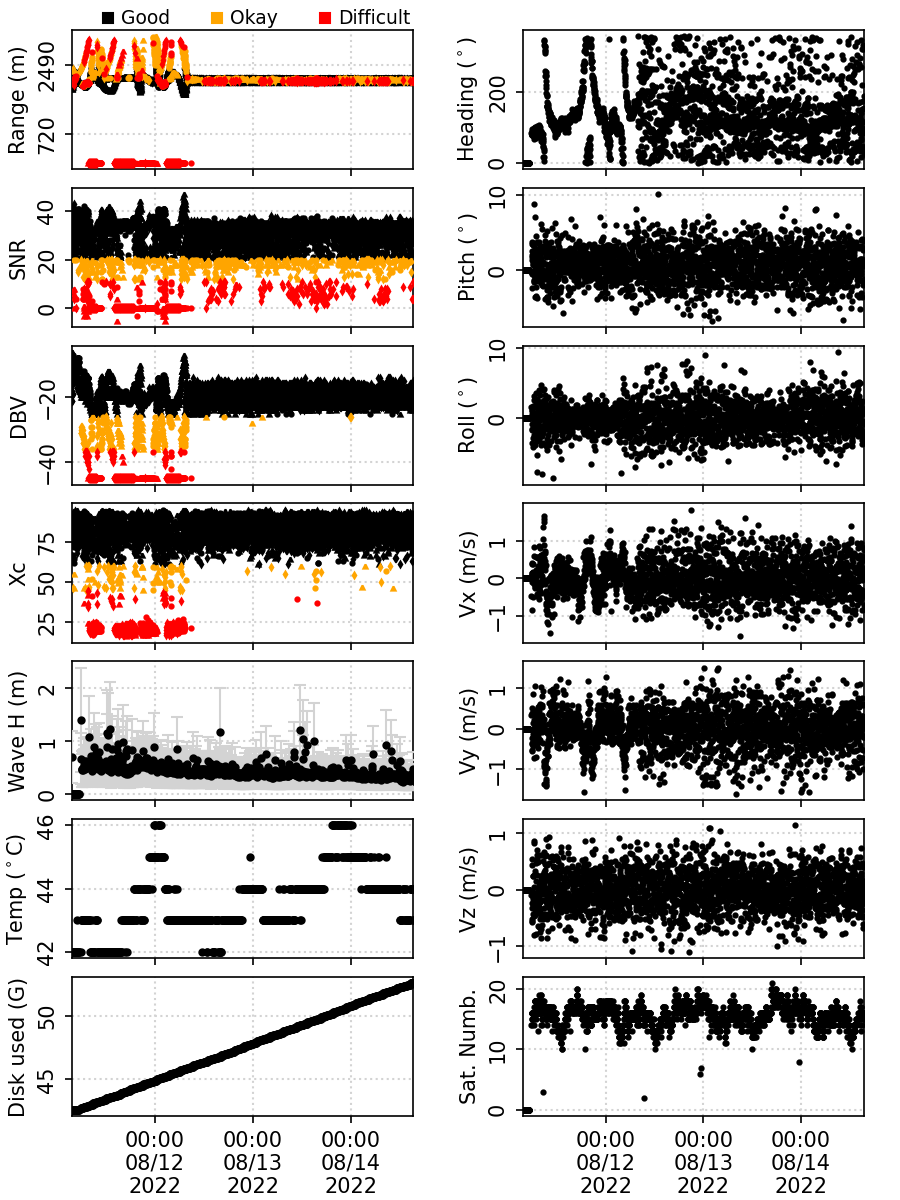 Good Okay Difficult
Range (m)
2490
720
Heading (°)
200
0
SNR
40
20
0
Pitch (°)
10
0
DBV
−20
−40
Roll (°)
10
0
Xc
75
50
25
Vx (m/s)
1
0
−1
Wave H (m)
2
1
0
Vy (m/s)
1
0
−1
Temp (°C)
46
44
42
Vz (m/s)
1
0
−1
Disk used (G)
50
45
Sat. Numb.
20
10
0
00:00 00:00 00:00
08/12 08/13 08/14
2022 2022 2022
00:00 00:00 00:00
08/12 08/13 08/14
2022 2022 2022